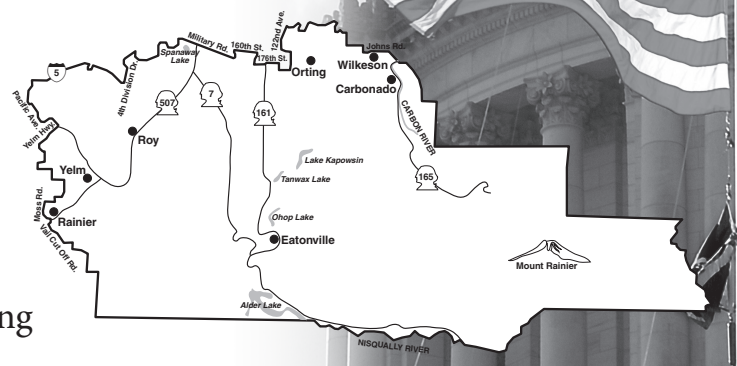 122nd Ave.
Military Rd.
160th St.
176th St.
Johns Rd.
Spanaway
Lake
Orting
Wilkeson
Carbonado
5
4th Division Dr.
507
7
161
CARBON RIVER
Pacific Ave.
Yelm Hwy.
Roy
Lake Kapowsin
Tanwax Lake
165
Yelm
Moss Rd.
Rainier
Ohop Lake
Eatonville
Vail Cut Off Rd.
Mount Rainier
Alder Lake
ng
NISQUALLY RIVER